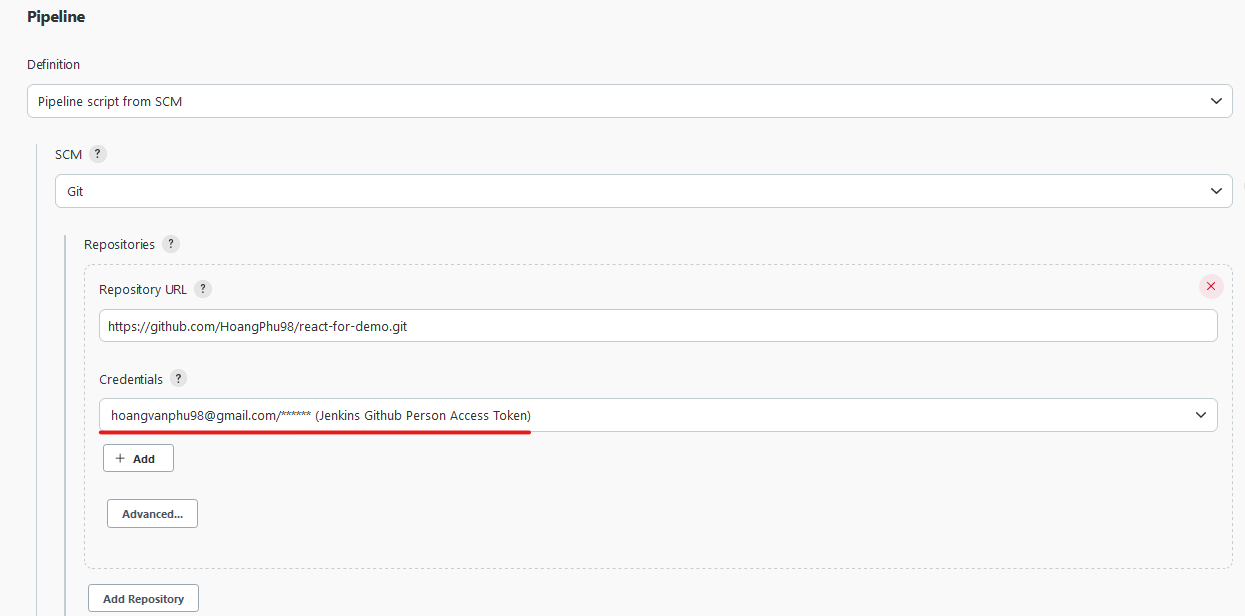 Pipeline
Definition
Pipeline script from SCM
SCM ?
Git
Repositories ?
Repository URL ?
https://github.com/HoangPhu98/react-for-demo.git
Credentials ?
hoangvanphu98@gmail.com/****** (Jenkins Github Person Access Token)
+ Add
Advanced...
Add Repository